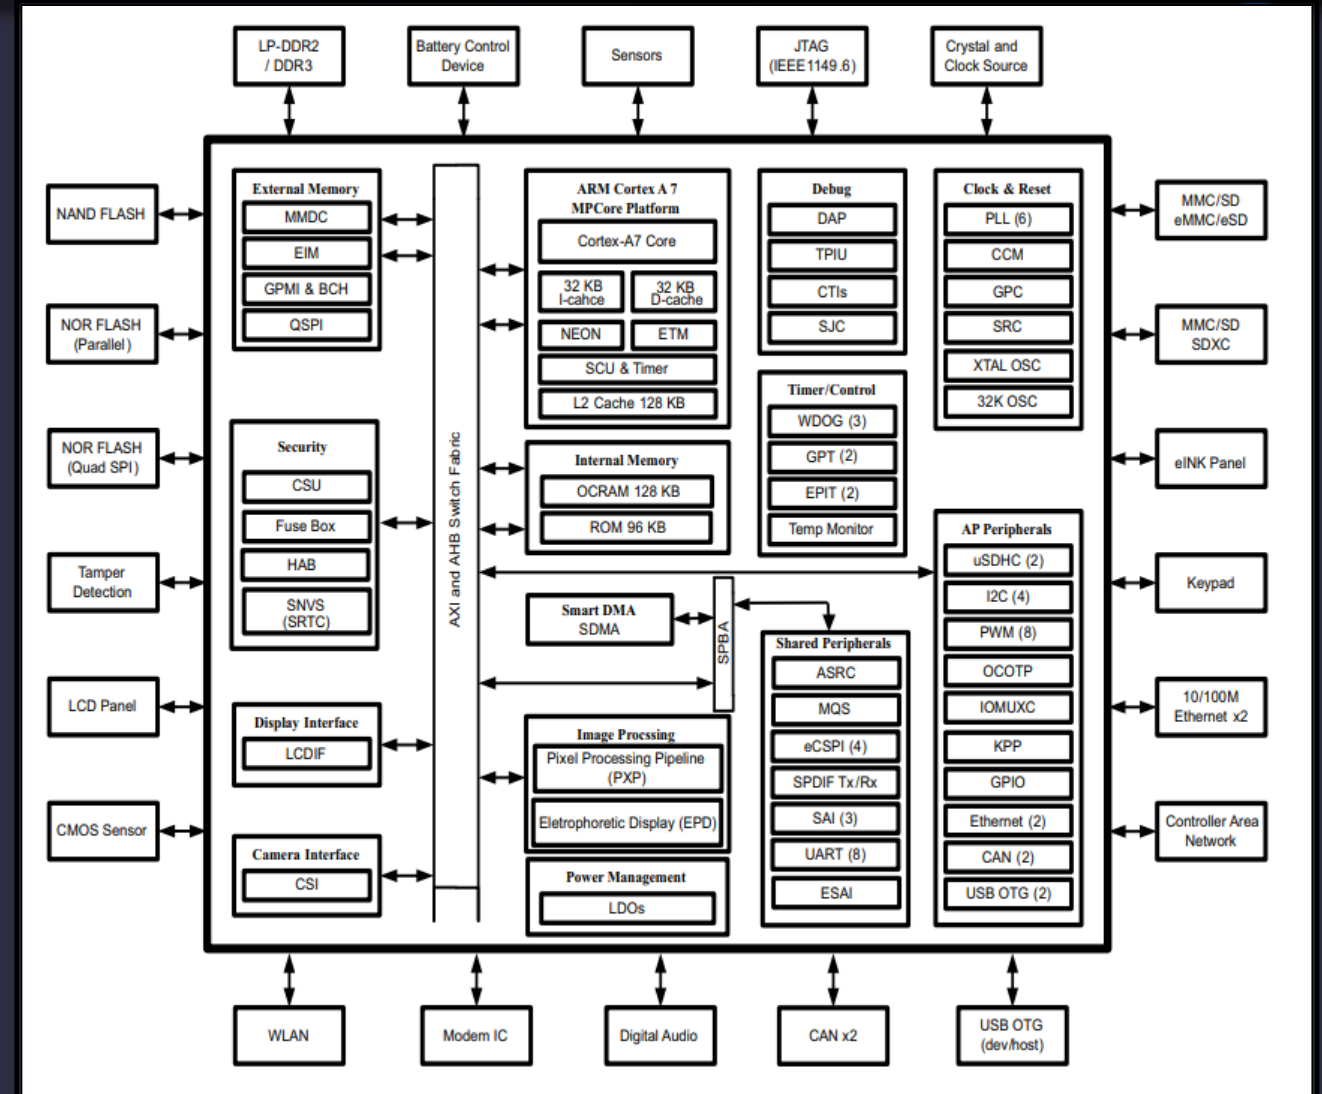 LP-DDR2
/ DDR3
Battery Control
Device
Sensors
JTAG
(IEEE1149.6)
Crystal and
Clock Source
NAND FLASH
NOR FLASH
(Parallel)
NOR FLASH
(Quad SPI)
Tamper
Detection
LCD Panel
CMOS Sensor
External Memory
MMDC
EIM
GPMI & BCH
QSPI
Security
CSU
Fuse Box
HAB
SNVS
(SRTC)
Display Interface
LCDIF
Camera Interface
CSI
AXI and AHB Switch Fabric
ARM Cortex A 7
MPCore Platform
Cortex-A7 Core
32 KB
I-cahce
32 KB
D-cache
NEON
ETM
SCU & Timer
L2 Cache 128 KB
Internal Memory
OCRAM 128 KB
ROM 96 KB
Smart DMA
SDMA
SPBA
Image Procssing
Pixel Processing Pipeline
(PXP)
Eletrophoretic Display (EPD)
Power Management
LDOs
Debug
DAP
TPIU
CTIs
SJC
Timer/Control
WDOG (3)
GPT (2)
EPIT (2)
Temp Monitor
Shared Peripherals
ASRC
MQS
eCSPI (4)
SPDIF Tx/Rx
SAI (3)
UART (8)
ESAI
Clock & Reset
PLL (6)
CCM
GPC
SRC
XTAL OSC
32K OSC
AP Peripherals
uSDHC (2)
I2C (4)
PWM (8)
OCOTP
IOMUXC
KPP
GPIO
Ethernet (2)
CAN (2)
USB OTG (2)
MMC/SD
eMMC/eSD
MMC/SD
SDXC
eINK Panel
Keypad
10/100M
Ethernet x2
Controller Area
Network
WLAN
Modem IC
Digital Audio
CAN x2
USB OTG
(dev/host)